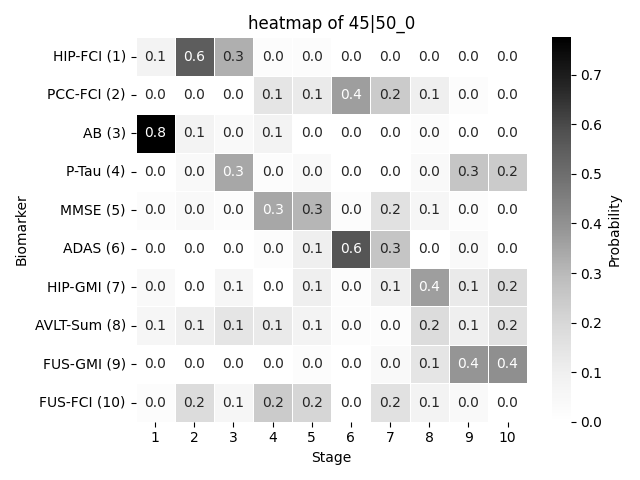 heatmap of 45|50_0
HIP-FCI (1) 0.1 0.6 0.3 0.0 0.0 0.0 0.0 0.0 0.0 0.0
PCC-FCI (2) 0.0 0.0 0.0 0.1 0.1 0.4 0.2 0.1 0.0 0.0
AB (3) 0.8 0.1 0.0 0.1 0.0 0.0 0.0 0.0 0.0 0.0
P-Tau (4) 0.0 0.0 0.3 0.0 0.0 0.0 0.0 0.0 0.3 0.2
MMSE (5) 0.0 0.0 0.0 0.3 0.3 0.0 0.2 0.1 0.0 0.0
ADAS (6) 0.0 0.0 0.0 0.0 0.1 0.6 0.3 0.0 0.0 0.0
HIP-GMI (7) 0.0 0.0 0.1 0.0 0.1 0.0 0.1 0.4 0.1 0.2
AVLT-Sum (8) 0.1 0.1 0.1 0.1 0.1 0.0 0.0 0.2 0.1 0.2
FUS-GMI (9) 0.0 0.0 0.0 0.0 0.0 0.0 0.0 0.1 0.4 0.4
FUS-FCI (10) 0.0 0.2 0.1 0.2 0.2 0.0 0.2 0.1 0.0 0.0
1 2 3 4 5 6 7 8 9 10
Stage
Biomarker
0.7
0.6
0.5
0.4
0.3
0.2
0.1
0.0
Probability